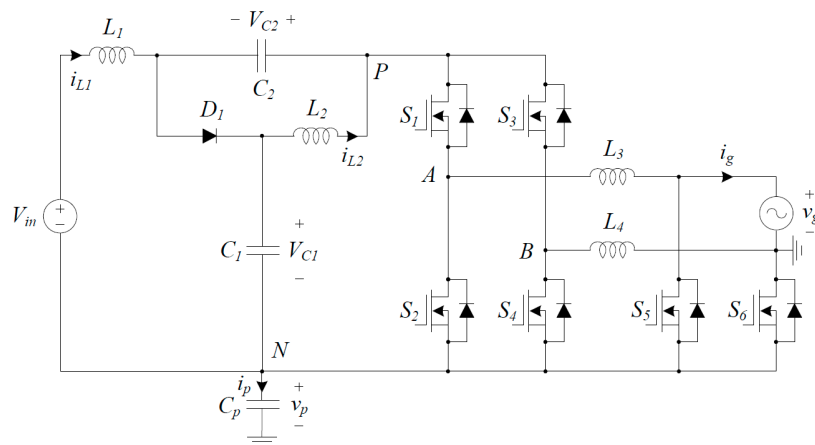 L1
− VC2 +
P
iL1
C2
S1
S3
D1
L2
iL2
A
L3
ig
Vin
+
−
+
vg
−
C1
+
VC1
−
B
L4
S2
S4
S5
S6
N
ip
Cp
+
vp
−